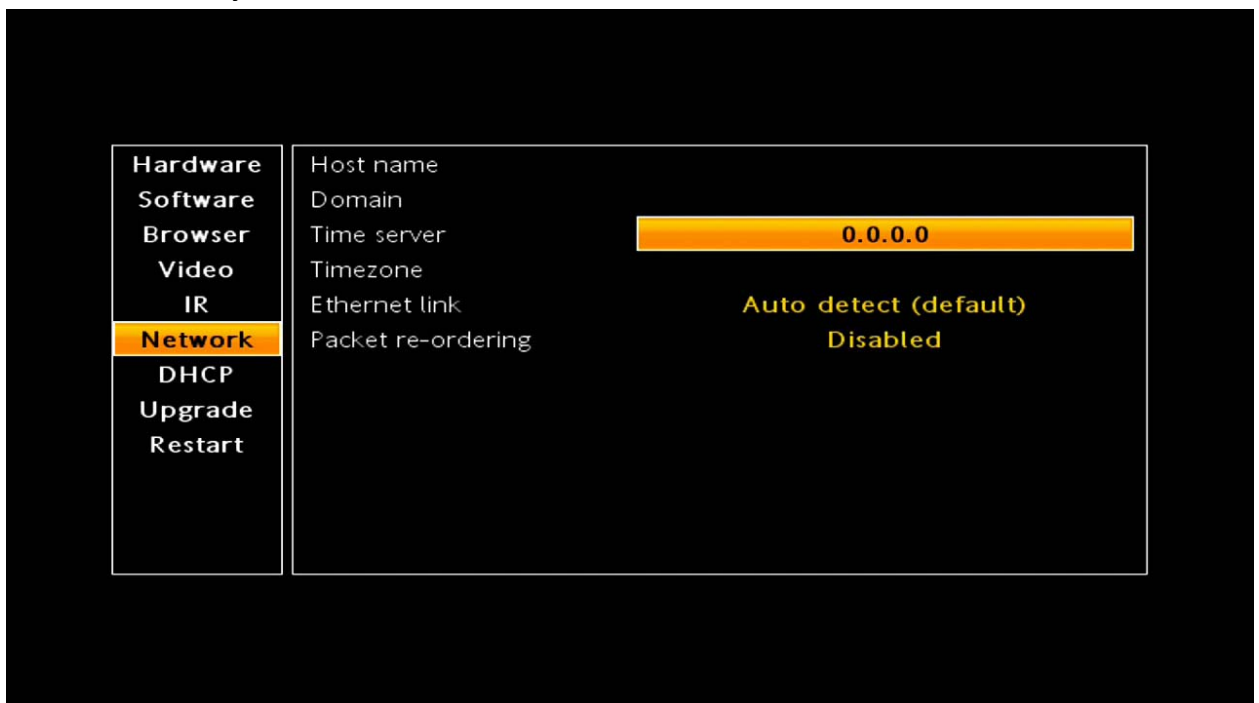 Hardware
Software
Browser
Video
IR
Network
DHCP
Upgrade
Restart
Host name
Domain
Time server 0.0.0.0
Timezone
Ethernet link Auto detect (default)
Packet re-ordering Disabled